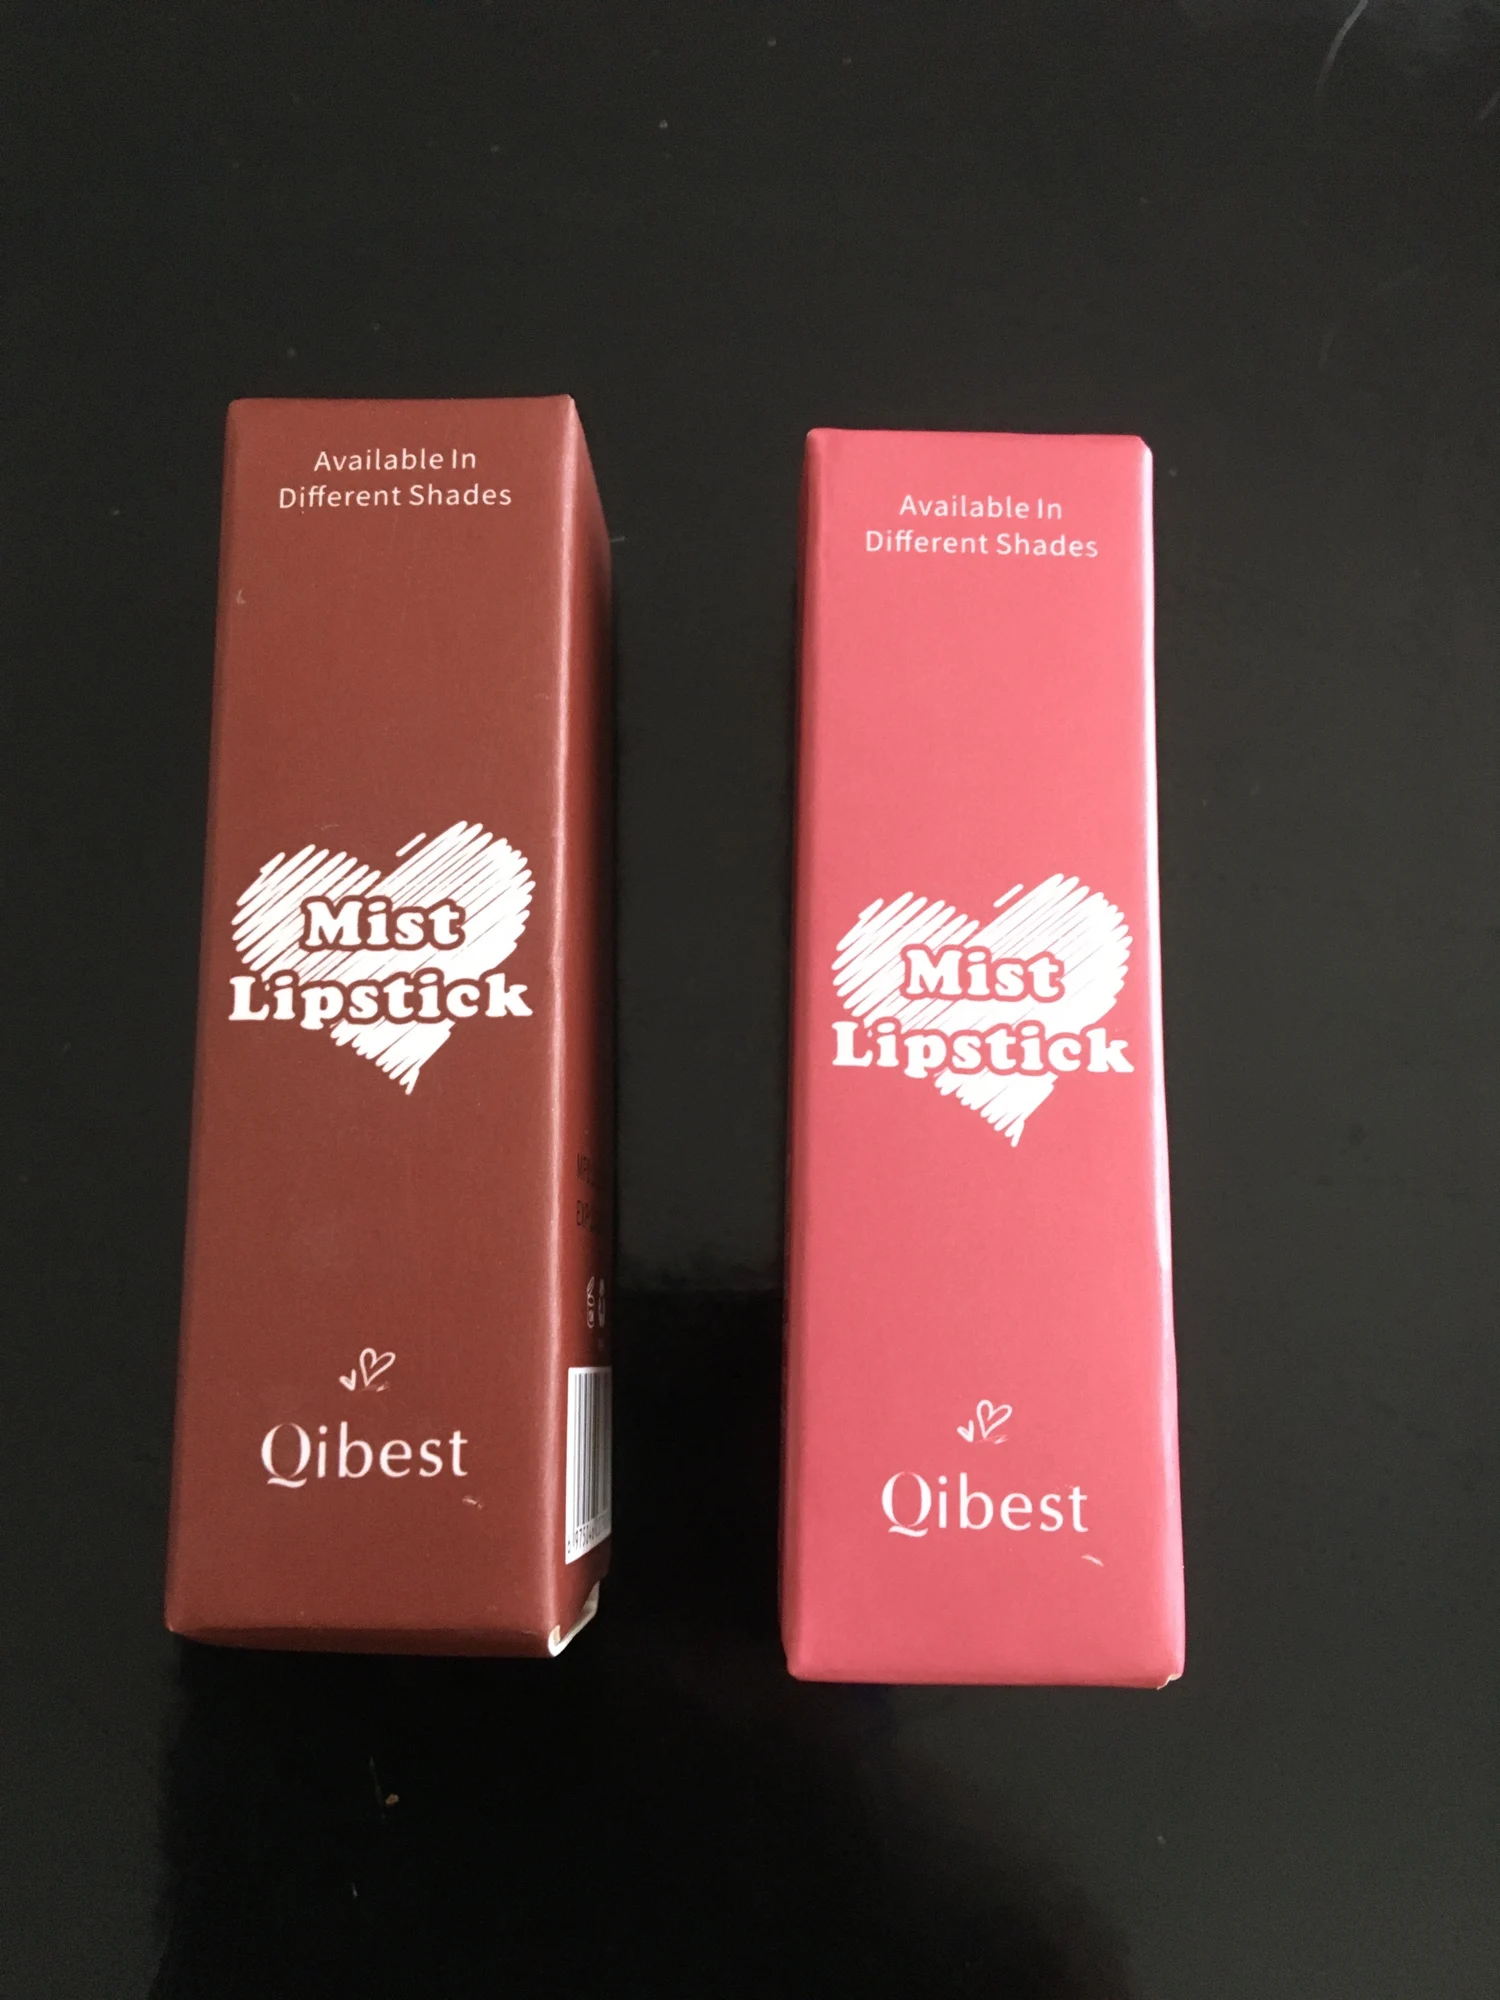 Available In
Different Shades
Mist
Lipstick
Qibest
Available In
Different Shades
Mist
Lipstick
Qibest